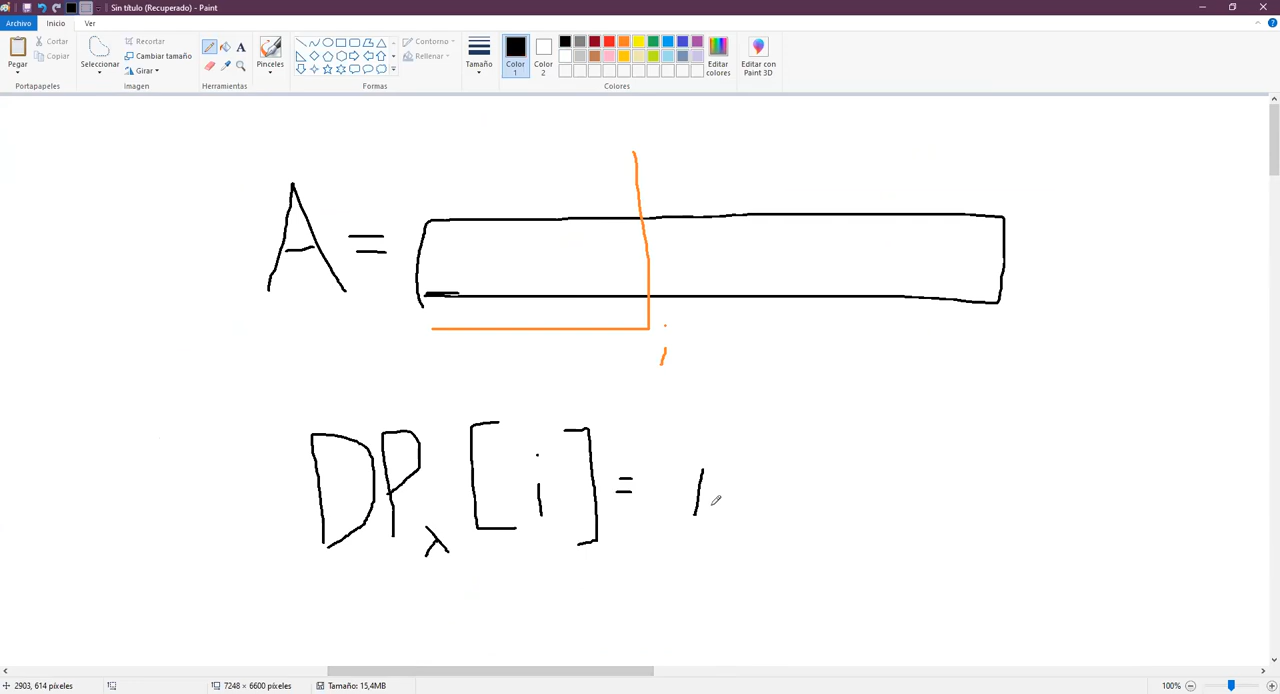 Sin título (Recuperado) - Paint
Archivo Inicio Ver
Pegar Cortar Copiar Seleccionar Recortar Cambiar tamaño Girar A Pinceles Contorno Rellenar Tamaño Color 1 Color 2 Editar colores Editar con Paint 3D
Portapapeles Imagen Herramientas Formas Colores
A =
i
DPλ [i] =
2903, 614 píxeles 7248 × 6600 píxeles Tamaño: 15,4MB 100%